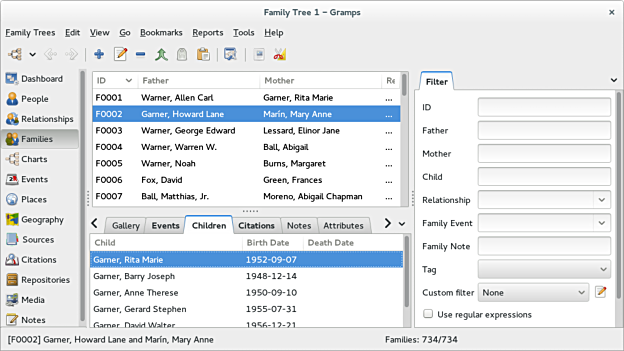 Family Tree 1 – Gramps
Family Trees Edit View Go Bookmarks Reports Tools Help
Dashboard
People
Relationships
Families
Charts
Events
Places
Geography
Sources
Citations
Repositories
Media
Notes
ID Father Mother Re
F0001 Warner, Allen Carl Garner, Rita Marie ...
F0002 Garner, Howard Lane Marín, Mary Anne ...
F0003 Warner, George Edward Lessard, Elinor Jane ...
F0004 Warner, Warren W. Ball, Abigail ...
F0005 Warner, Noah Burns, Margaret ...
F0006 Fox, David Green, Frances ...
F0007 Ball, Matthias, Jr. Moreno, Abigail Chapman ...
Gallery Events Children Citations Notes Attributes
Child Birth Date Death Date
Garner, Rita Marie 1952-09-07
Garner, Barry Joseph 1948-12-14
Garner, Anne Therese 1950-09-10
Garner, Gerard Stephen 1955-07-31
Garner, David Walter 1956-12-21
Filter
ID
Father
Mother
Child
Relationship
Family Event
Family Note
Tag
Custom filter None
Use regular expressions
[F0002] Garner, Howard Lane and Marín, Mary Anne Families: 734/734